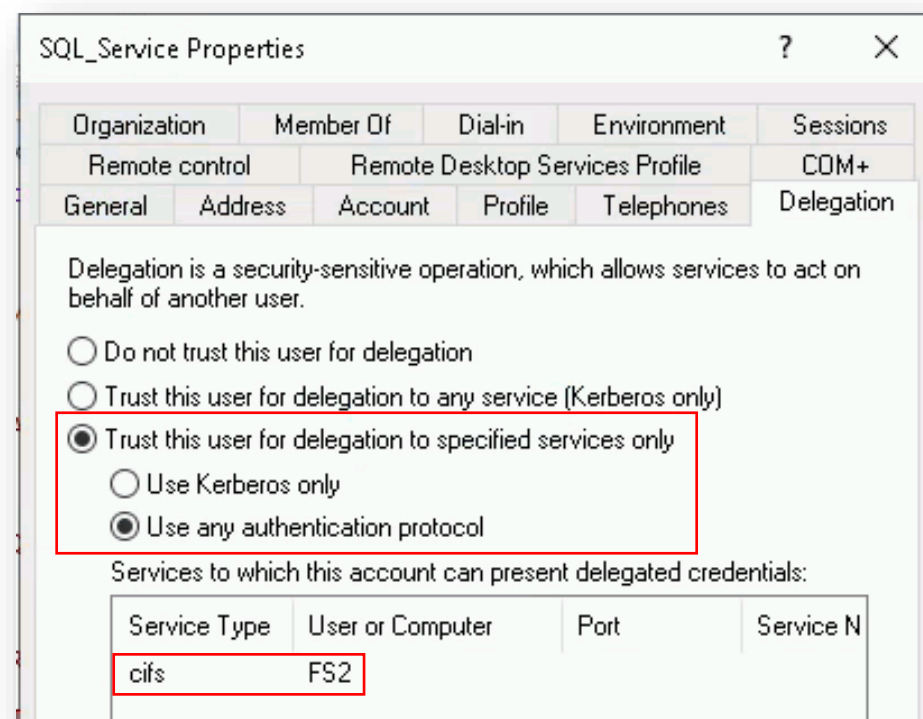 SQL_Service Properties ? ×
Organization Member Of Dial-in Environment Sessions
Remote control Remote Desktop Services Profile COM+
General Address Account Profile Telephones Delegation
Delegation is a security-sensitive operation, which allows services to act on
behalf of another user.
Do not trust this user for delegation
Trust this user for delegation to any service (Kerberos only)
Trust this user for delegation to specified services only
Use Kerberos only
Use any authentication protocol
Services to which this account can present delegated credentials:
Service Type User or Computer Port Service N
cifs FS2